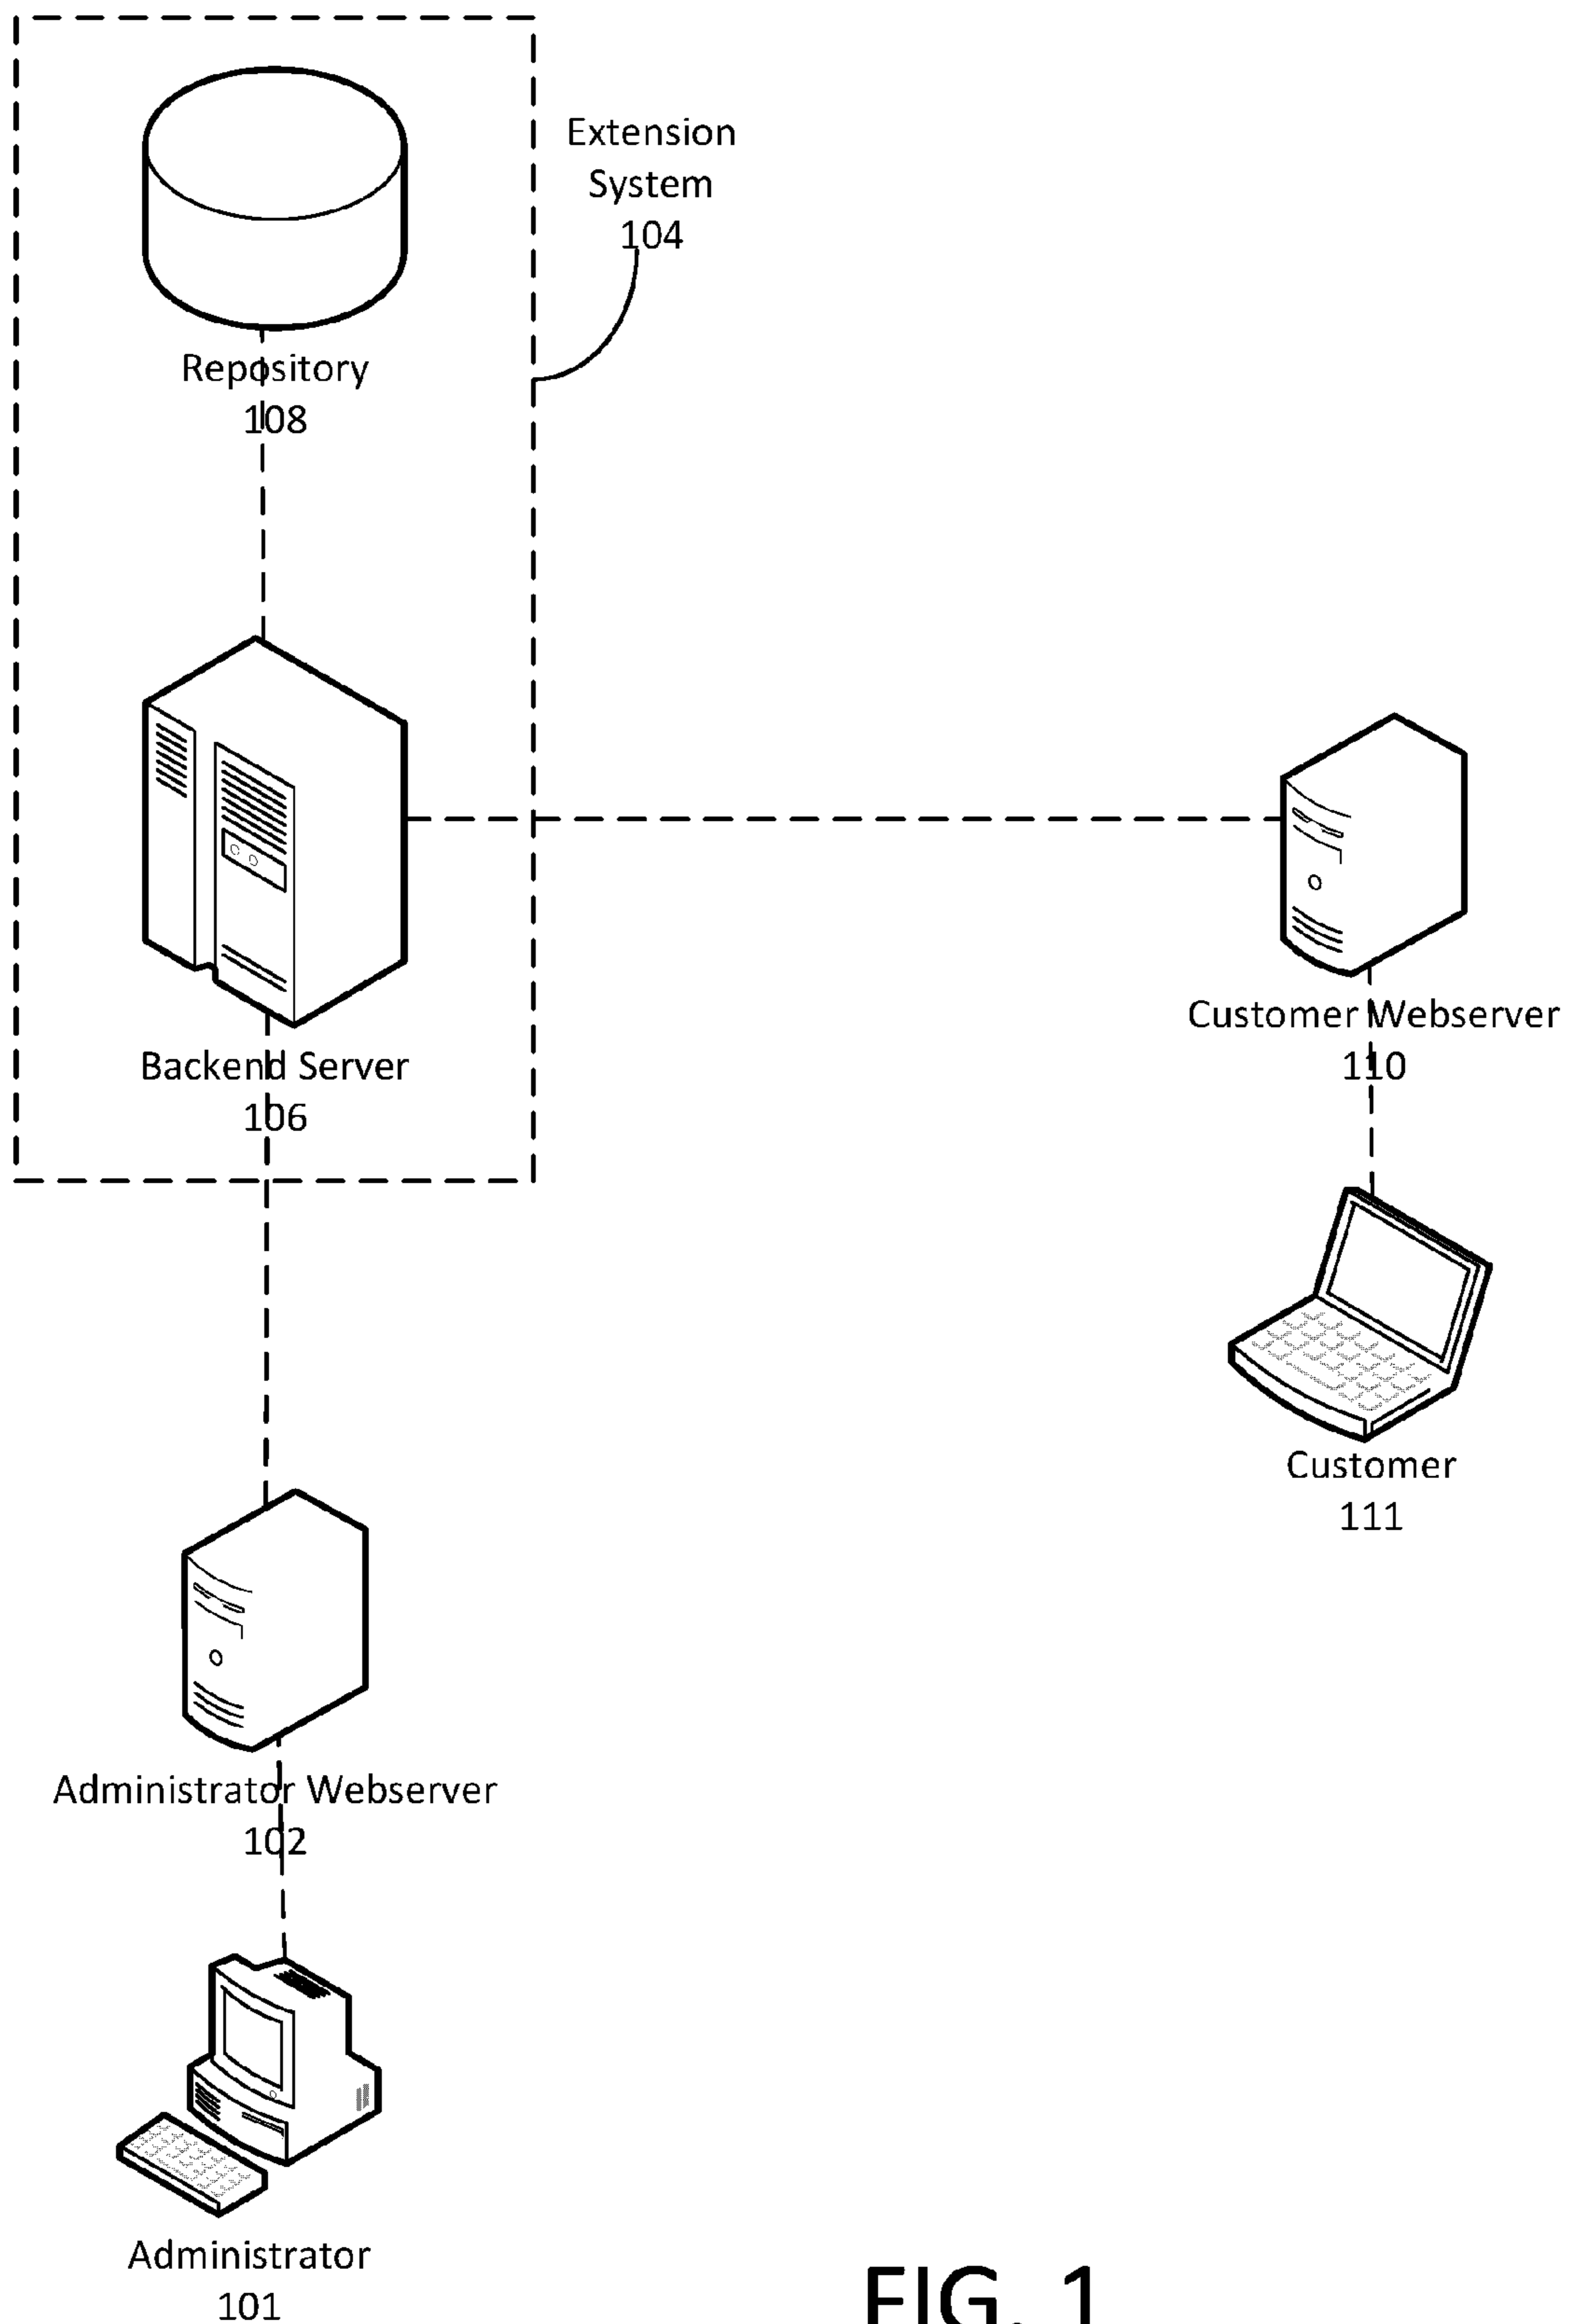 Extension
System
104
Repository
108
Backend Server
106
Customer Webserver
110
Customer
111
Administrator Webserver
102
Administrator
101
FIG. 1